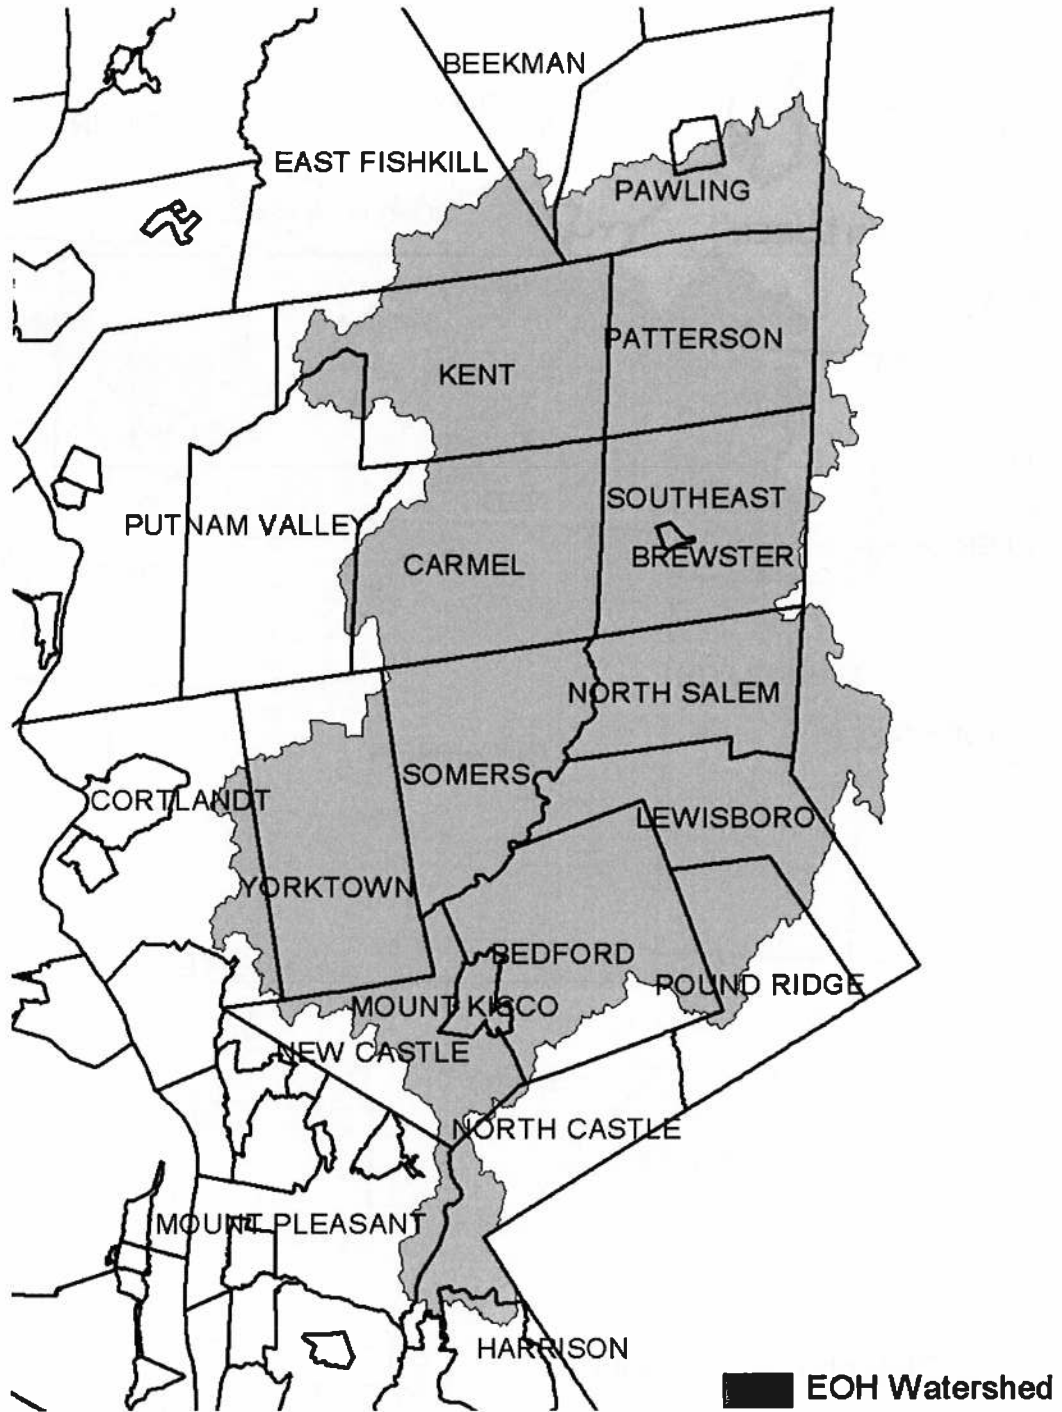 BEEKMAN
EAST FISHKILL
PAWLING
PATTERSON
KENT
SOUTHEAST
PUTNAM VALLEY
BREWSTER
CARMEL
NORTH SALEM
SOMERS
CORTLANDT
LEWISBORO
YORKTOWN
BEDFORD
POUND RIDGE
MOUNT KISCO
NEW CASTLE
NORTH CASTLE
MOUNT PLEASANT
HARRISON
EOH Watershed